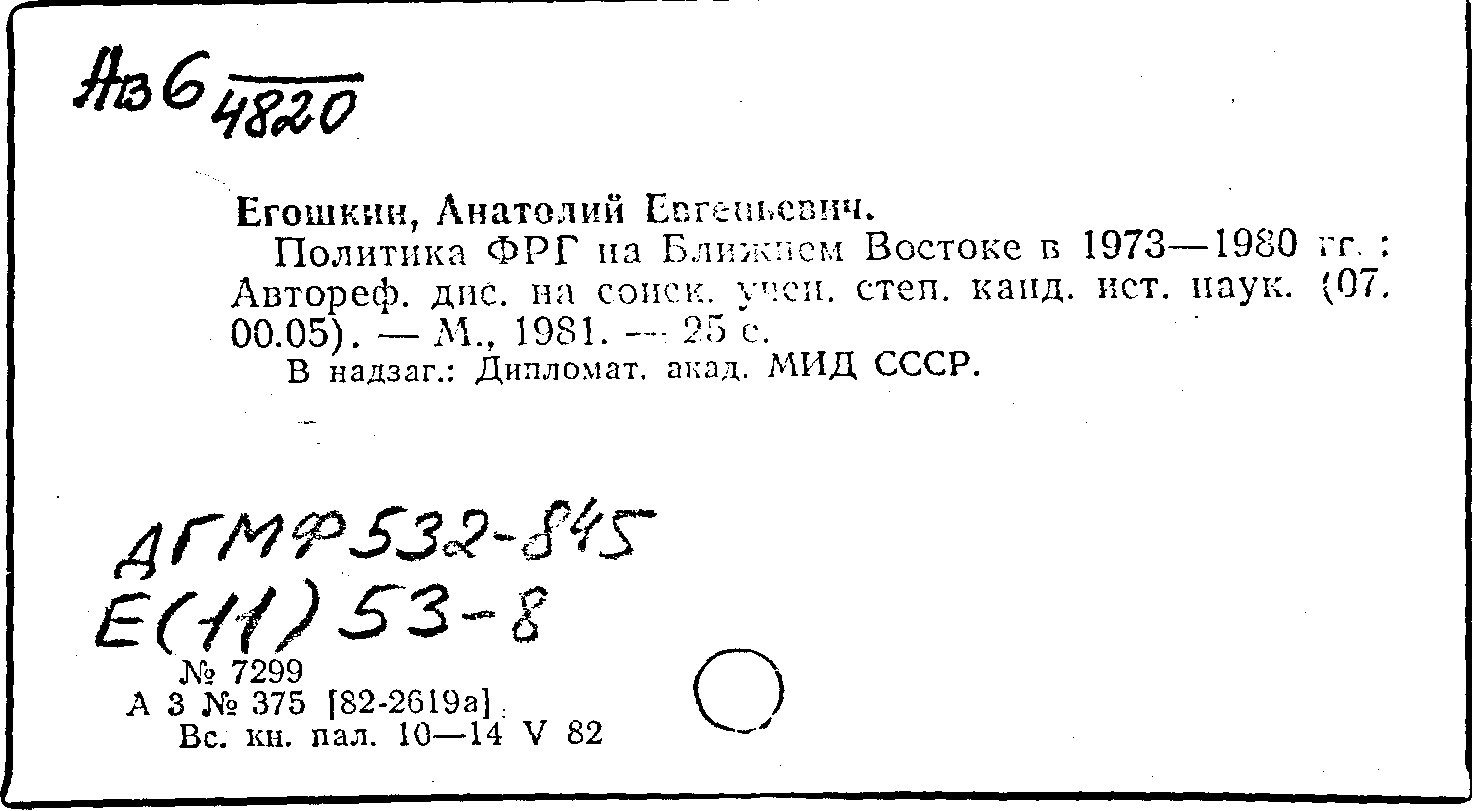 Ав6 4820
Егошкин, Анатолий Евгеньевич.
Политика ФРГ на Ближнем Востоке в 1973—1980 гг. :
Автореф. дис. на соиск. учен. степ. канд. ист. наук. (07.
00.05). — М., 1981. — 25 с.
В надзаг.: Дипломат. акад. МИД СССР.
ДГМФ532-845
Е(11)53-8
№ 7299
А 3 № 375 [82-2619а]
Вс. кн. пал. 10—14 V 82